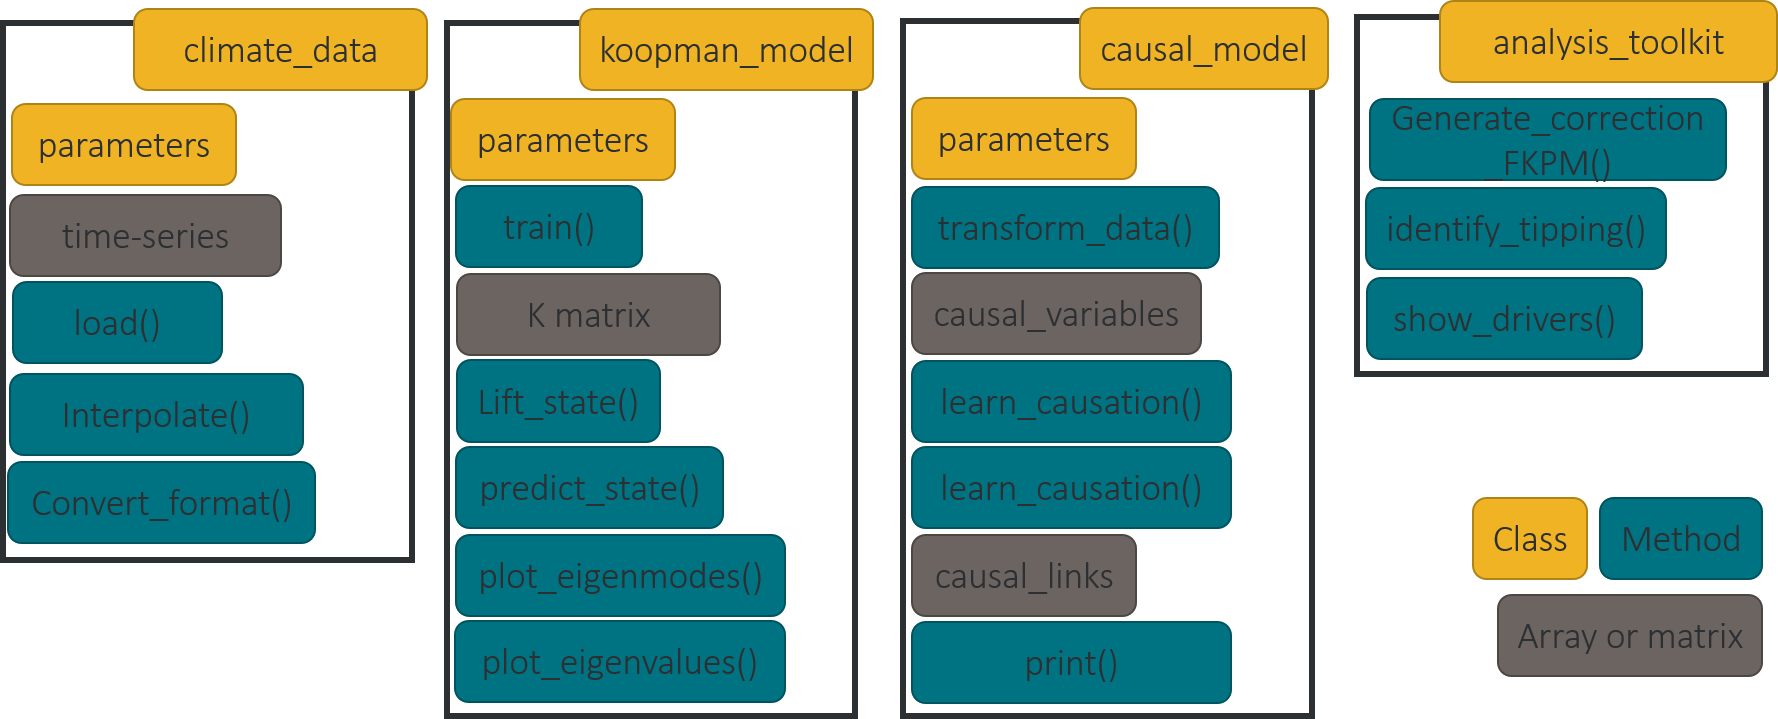 climate_data
parameters
time-series
load()
Interpolate()
Convert_format()
koopman_model
parameters
train()
K matrix
Lift_state()
predict_state()
plot_eigenmodes()
plot_eigenvalues()
causal_model
parameters
transform_data()
causal_variables
learn_causation()
learn_causation()
causal_links
print()
analysis_toolkit
Generate_correction
_FKPM()
identify_tipping()
show_drivers()
Class
Method
Array or matrix